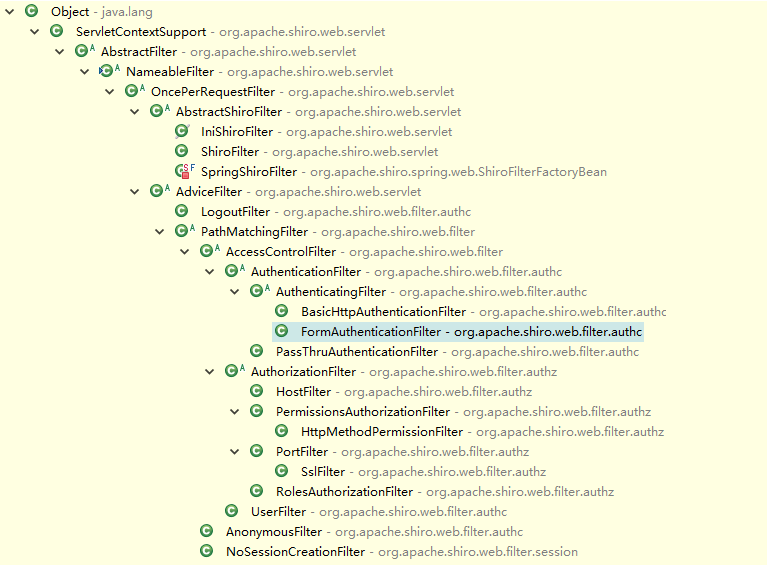 Object - java.lang
ServletContextSupport - org.apache.shiro.web.servlet
A AbstractFilter - org.apache.shiro.web.servlet
A NameableFilter - org.apache.shiro.web.servlet
A OncePerRequestFilter - org.apache.shiro.web.servlet
A AbstractShiroFilter - org.apache.shiro.web.servlet
IniShiroFilter - org.apache.shiro.web.servlet
ShiroFilter - org.apache.shiro.web.servlet
S F SpringShiroFilter - org.apache.shiro.spring.web.ShiroFilterFactoryBean
A AdviceFilter - org.apache.shiro.web.servlet
LogoutFilter - org.apache.shiro.web.filter.authc
A PathMatchingFilter - org.apache.shiro.web.filter
A AccessControlFilter - org.apache.shiro.web.filter
A AuthenticationFilter - org.apache.shiro.web.filter.authc
A AuthenticatingFilter - org.apache.shiro.web.filter.authc
BasicHttpAuthenticationFilter - org.apache.shiro.web.filter.authc
FormAuthenticationFilter - org.apache.shiro.web.filter.authc
PassThruAuthenticationFilter - org.apache.shiro.web.filter.authc
A AuthorizationFilter - org.apache.shiro.web.filter.authz
HostFilter - org.apache.shiro.web.filter.authz
PermissionsAuthorizationFilter - org.apache.shiro.web.filter.authz
HttpMethodPermissionFilter - org.apache.shiro.web.filter.authz
PortFilter - org.apache.shiro.web.filter.authz
SslFilter - org.apache.shiro.web.filter.authz
RolesAuthorizationFilter - org.apache.shiro.web.filter.authz
UserFilter - org.apache.shiro.web.filter.authc
AnonymousFilter - org.apache.shiro.web.filter.authc
NoSessionCreationFilter - org.apache.shiro.web.filter.session